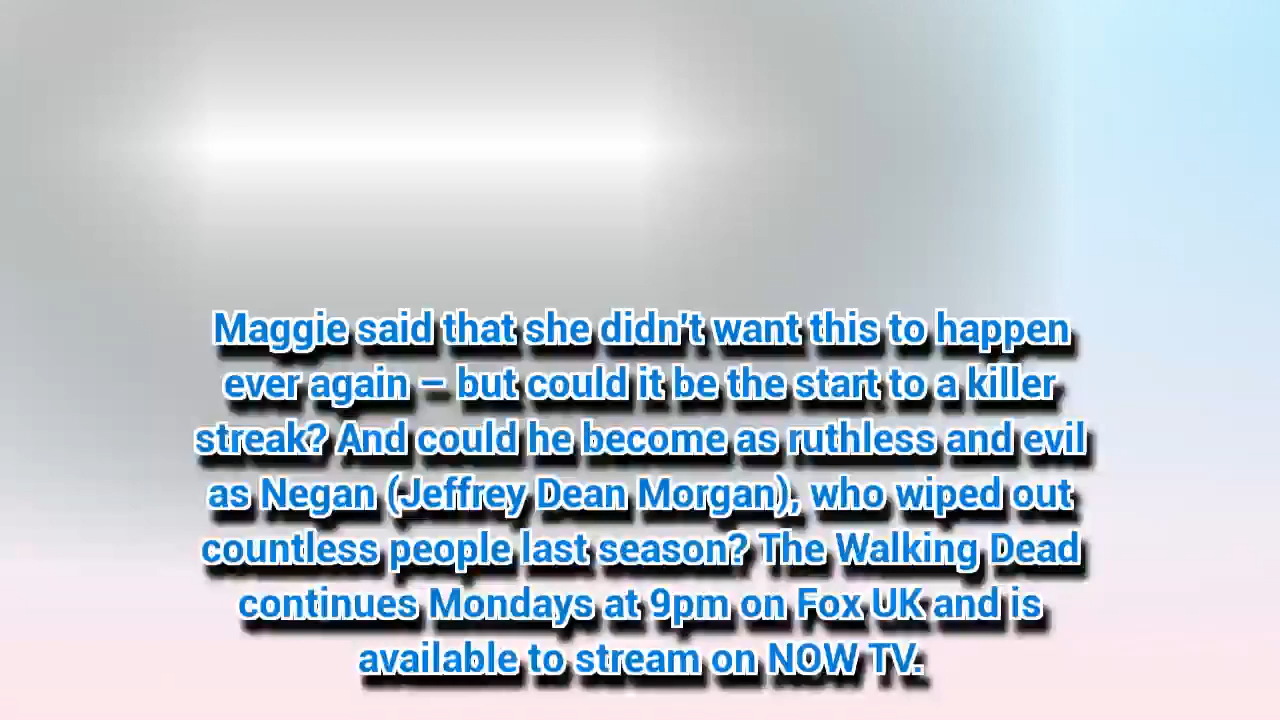 Maggie said that she didn't want this to happen
ever again – but could it be the start to a killer
streak? And could he become as ruthless and evil
as Negan (Jeffrey Dean Morgan), who wiped out
countless people last season? The Walking Dead
continues Mondays at 9pm on Fox UK and is
available to stream on NOW TV.